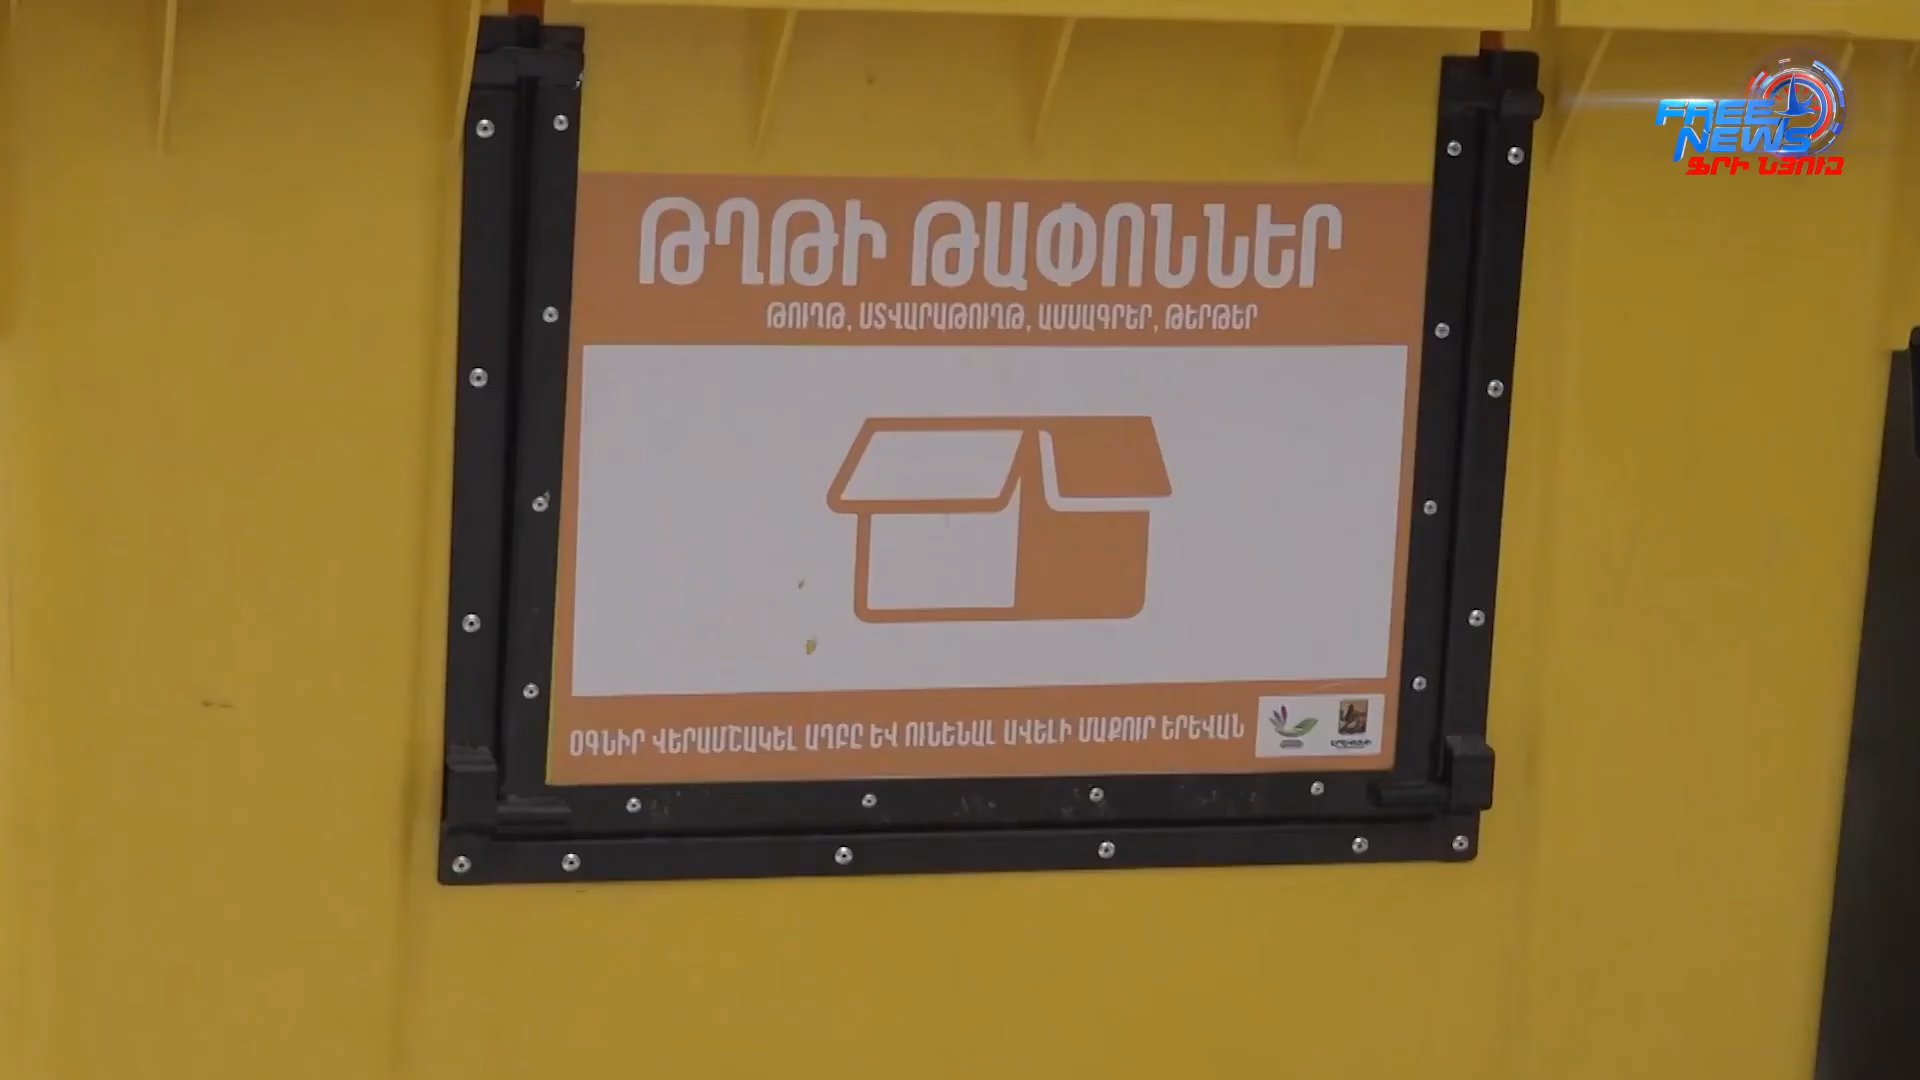 FREE
NEWS
ՖՐԻ ՆՅՈՒԶ
ԹՂԹԻ ԹԱՓՈՆՆԵՐ
ԹՈՒՂԹ, ՍՏՎԱՐԱԹՈՒՂԹ, ԱՄՍԱԳՐԵՐ, ԹԵՐԹԵՐ
ՕԳՆԻՐ ՎԵՐԱՄՇԱԿԵԼ ԱՂԲԸ ԵՎ ՈՒՆԵՆԱԼ ԱՎԵԼԻ ՄԱՔՈՒՐ ԵՐԵՎԱՆ